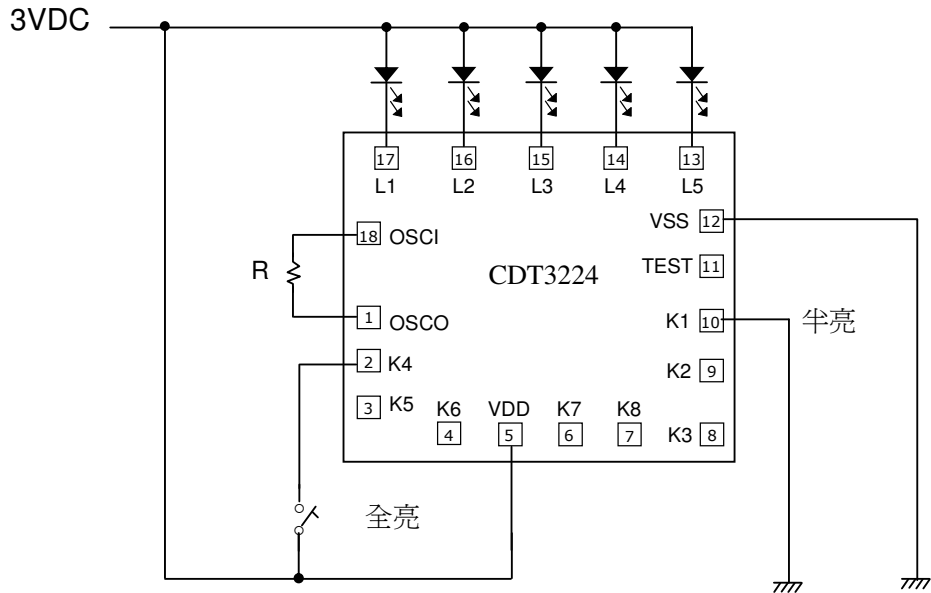 3VDC
17 16 15 14 13
L1 L2 L3 L4 L5
VSS 12
18 OSCI
TEST 11
R
CDT3224
1 OSCO
K1 10 半亮
2 K4
K2 9
3 K5
K6 VDD K7 K8
4 5 6 7
K3 8
全亮